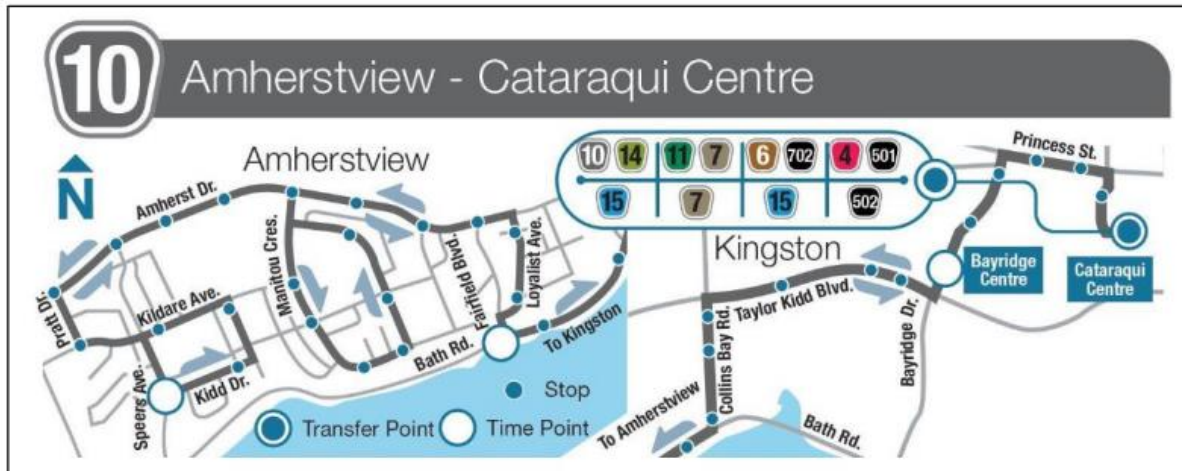 10
Amherstview - Cataraqui Centre
N
Amherstview
Amherst Dr.
Pratt Dr.
Kildare Ave.
Speers Ave.
Kidd Dr.
Manitou Cres.
Fairfield Blvd.
Loyalist Ave.
Bath Rd.
To Kingston
Stop
Transfer Point
Time Point
10 14 11 7 6 702 4 501
15 7 15 502
Princess St.
Kingston
Bayridge
Centre
Cataraqui
Centre
Taylor Kidd Blvd.
Bayridge Dr.
Collins Bay Rd.
To Amherstview
Bath Rd.